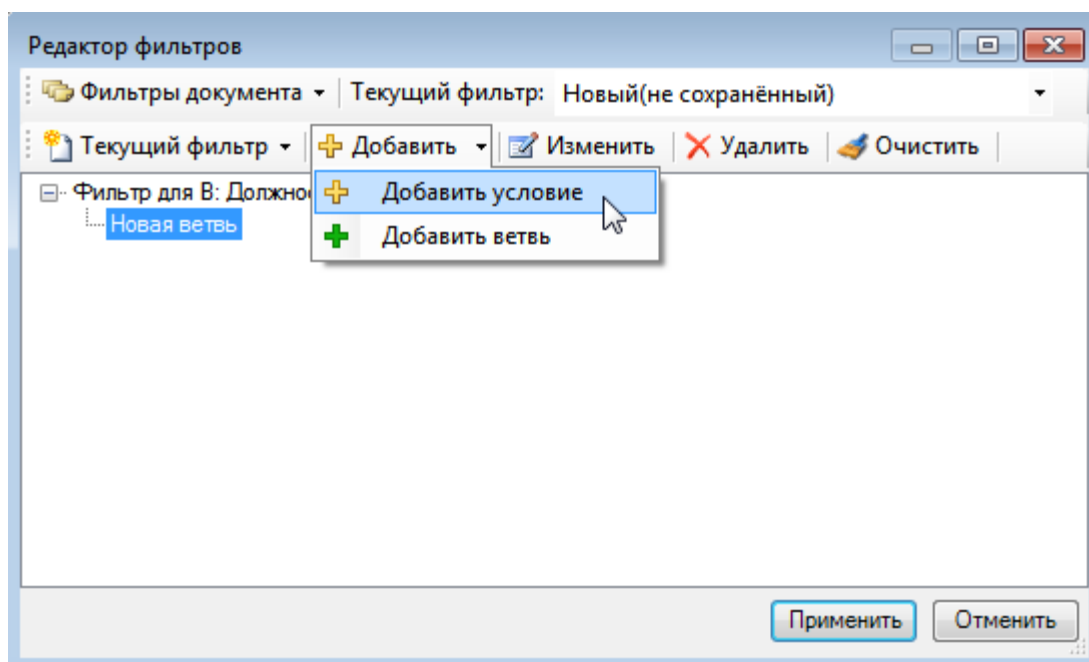 Редактор фильтров
Фильтры документа Текущий фильтр: Новый(не сохранённый)
Текущий фильтр Добавить Изменить Удалить Очистить
Фильтр для В: Должно
Добавить условие
Новая ветвь
Добавить ветвь
Применить Отменить